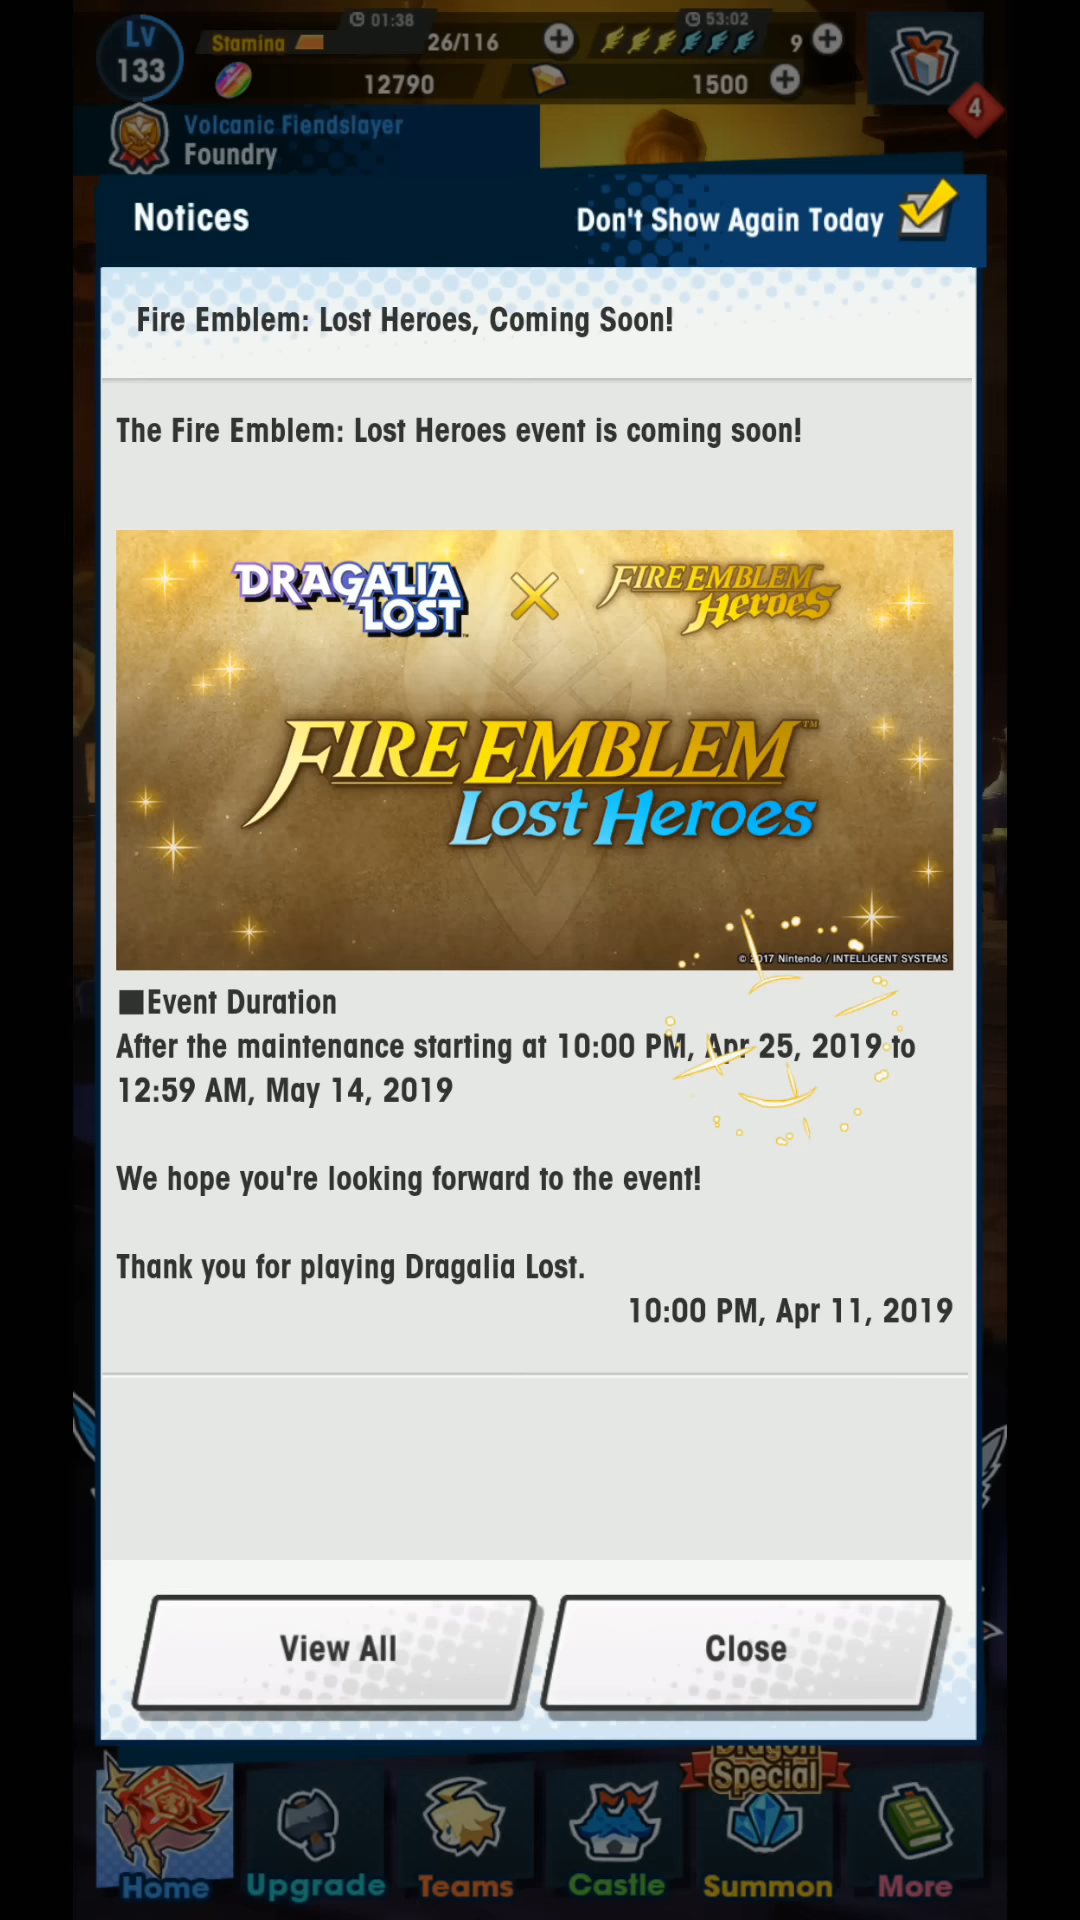 01:38
53:02
Lv
133
Stamina
26/116
9
12790
1500
4
Volcanic Fiendslayer
Foundry
Notices
Don't Show Again Today
Fire Emblem: Lost Heroes, Coming Soon!
The Fire Emblem: Lost Heroes event is coming soon!
DRAGALIA
LOST™
×
FIRE EMBLEM
Heroes
FIRE EMBLEM™
Lost Heroes
© 2017 Nintendo / INTELLIGENT SYSTEMS
■Event Duration
After the maintenance starting at 10:00 PM, Apr 25, 2019 to
12:59 AM, May 14, 2019
We hope you're looking forward to the event!
Thank you for playing Dragalia Lost.
10:00 PM, Apr 11, 2019
View All
Close
Dragon
Special
Home
Upgrade
Teams
Castle
Summon
More